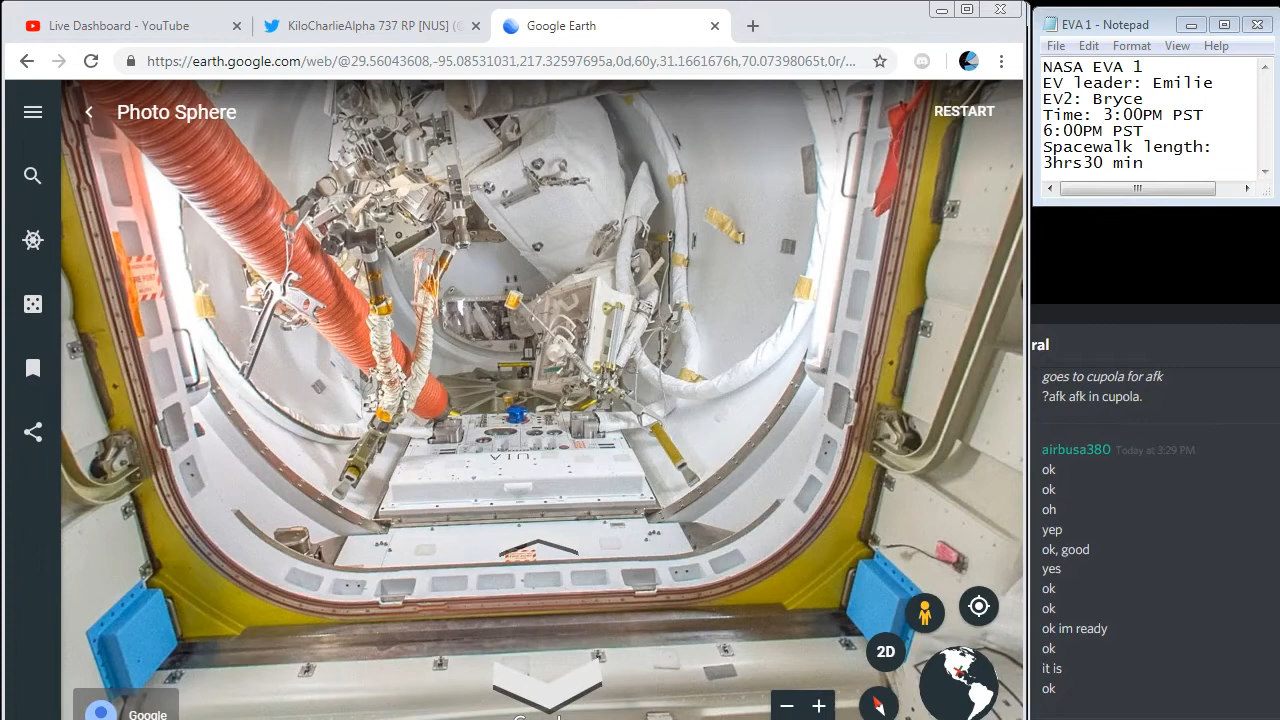 Live Dashboard - YouTube
KiloCharlieAlpha 737 RP [NUS] (
Google Earth
https://earth.google.com/web/@29.56043608,-95.08531031,217.32597695a,0d,60y,31.1661676h,70.07398065t,0r/...
Photo Sphere
RESTART
2D
Google
EVA 1 - Notepad
File Edit Format View Help
NASA EVA 1
EV leader: Emilie
EV2: Bryce
Time: 3:00PM PST
6:00PM PST
Spacewalk length:
3hrs30 min
ral
goes to cupola for afk
?afk afk in cupola.
airbusa380 Today at 3:29 PM
ok
ok
oh
yep
ok, good
yes
ok
ok
ok im ready
ok
it is
ok